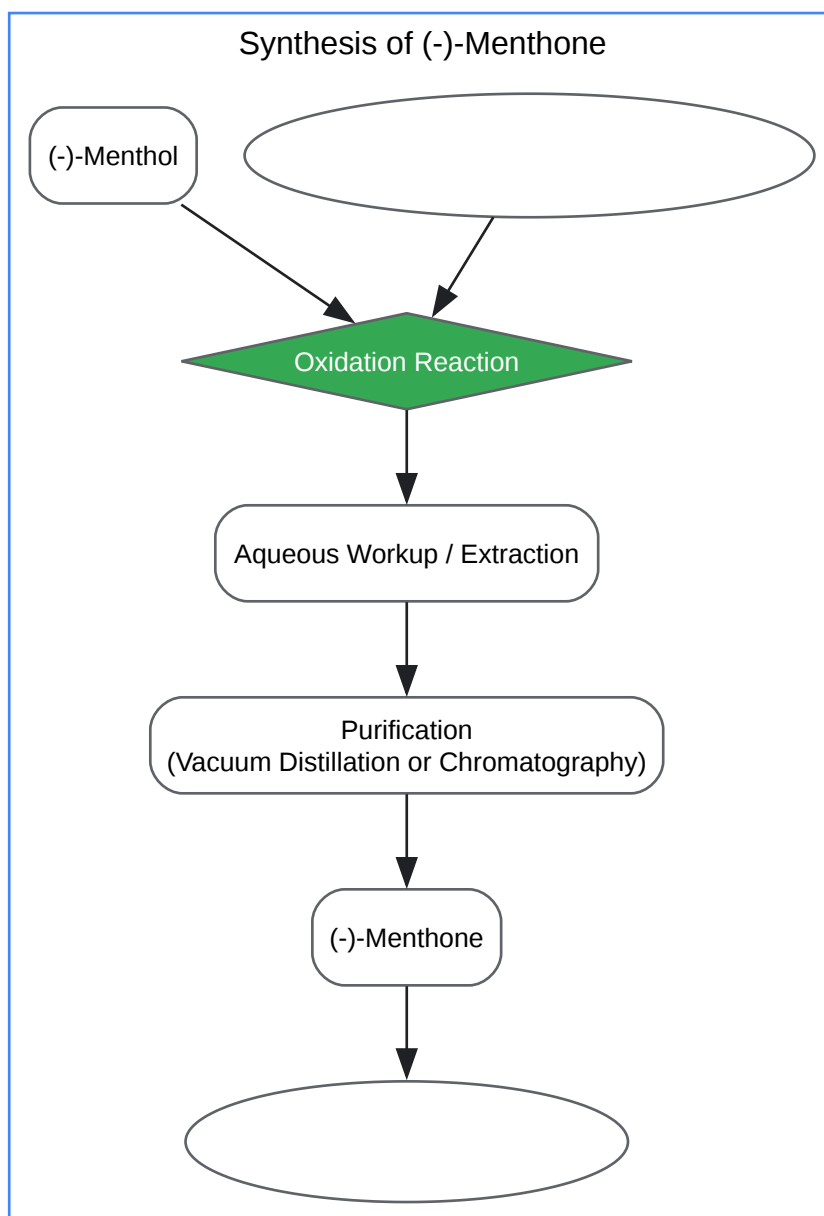 Synthesis of (-)-Menthone
(-)-Menthol
Oxidation Reaction
Aqueous Workup / Extraction
Purification
(Vacuum Distillation or Chromatography)
(-)-Menthone